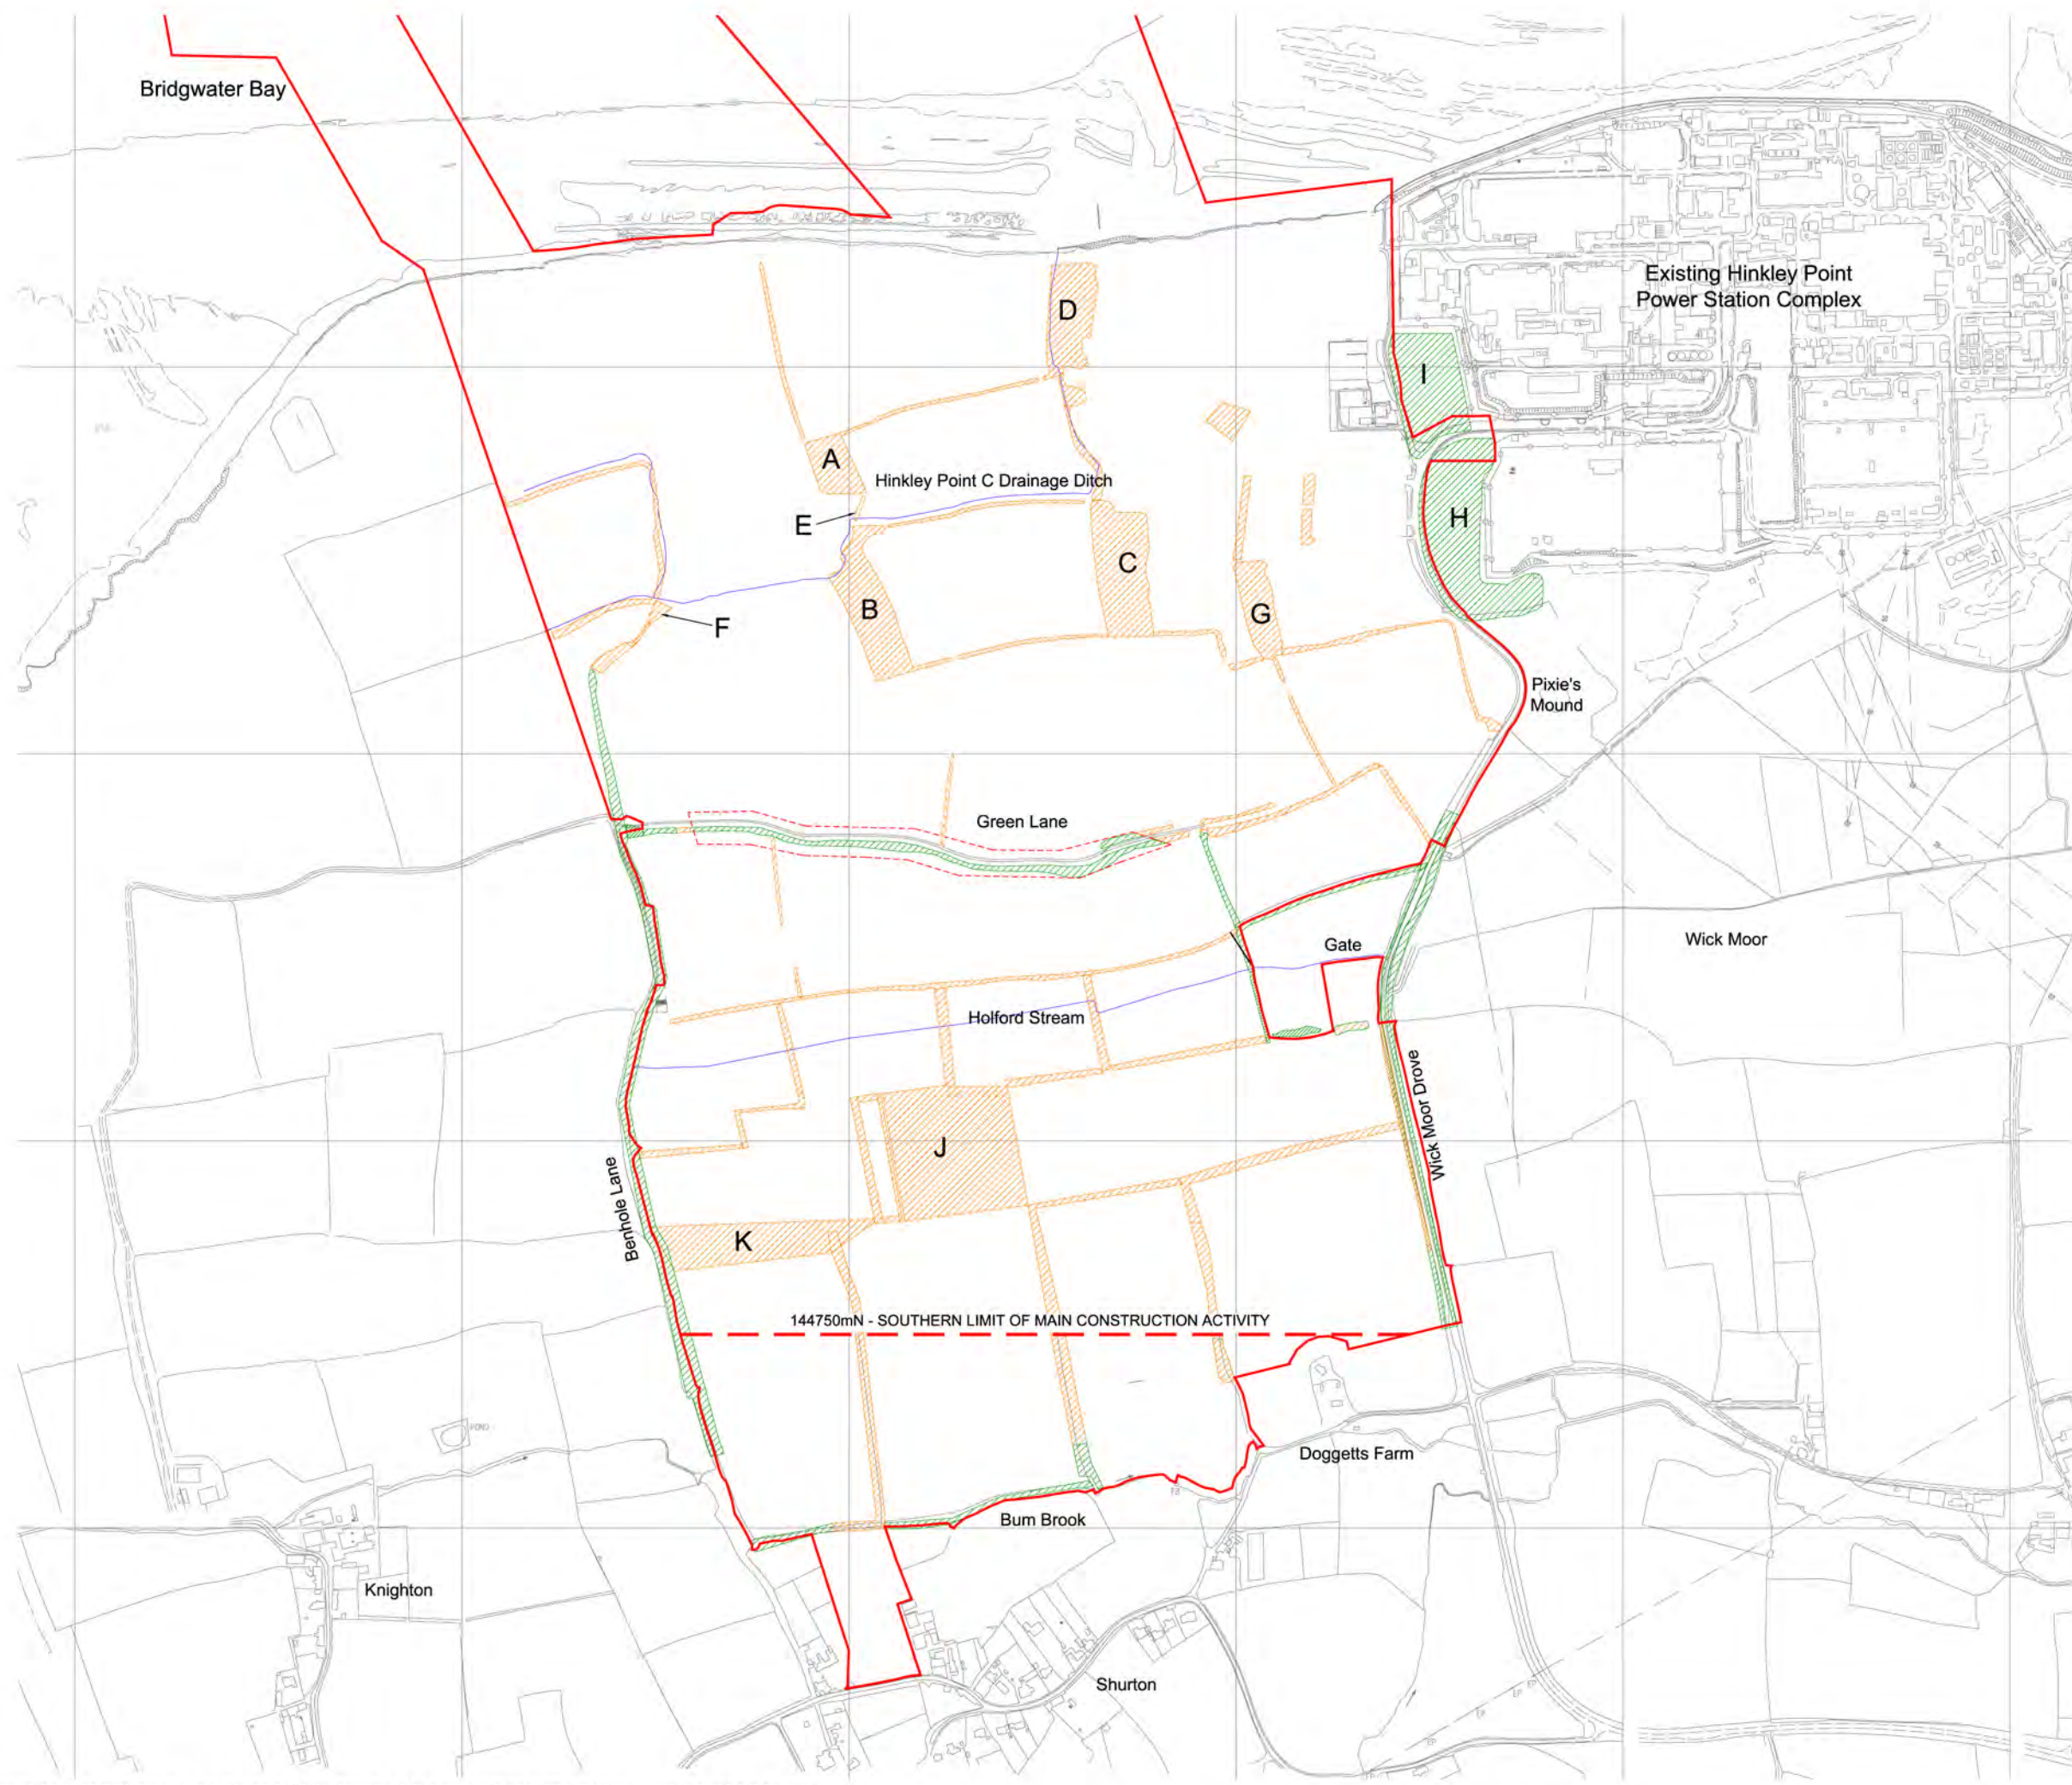 Bridgwater Bay
Existing Hinkley Point
Power Station Complex
D
I
A
Hinkley Point C Drainage Ditch
E
H
C
B
G
F
Pixie's
Mound
Green Lane
Gate
Wick Moor
Holford Stream
Wick Moor Drove
J
Benhole Lane
K
144750mN - SOUTHERN LIMIT OF MAIN CONSTRUCTION ACTIVITY
POND
Doggetts Farm
Bum Brook
Knighton
Shurton